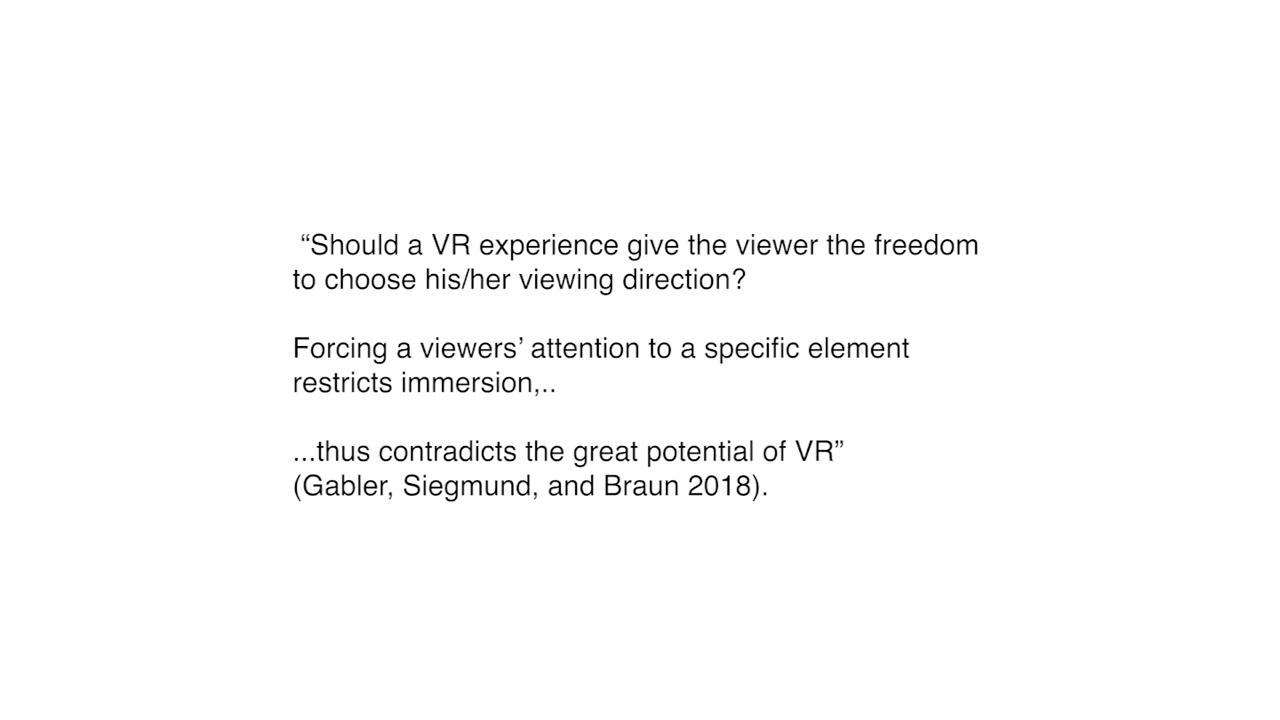 “Should a VR experience give the viewer the freedom
to choose his/her viewing direction?
Forcing a viewers’ attention to a specific element
restricts immersion,..
...thus contradicts the great potential of VR”
(Gabler, Siegmund, and Braun 2018).